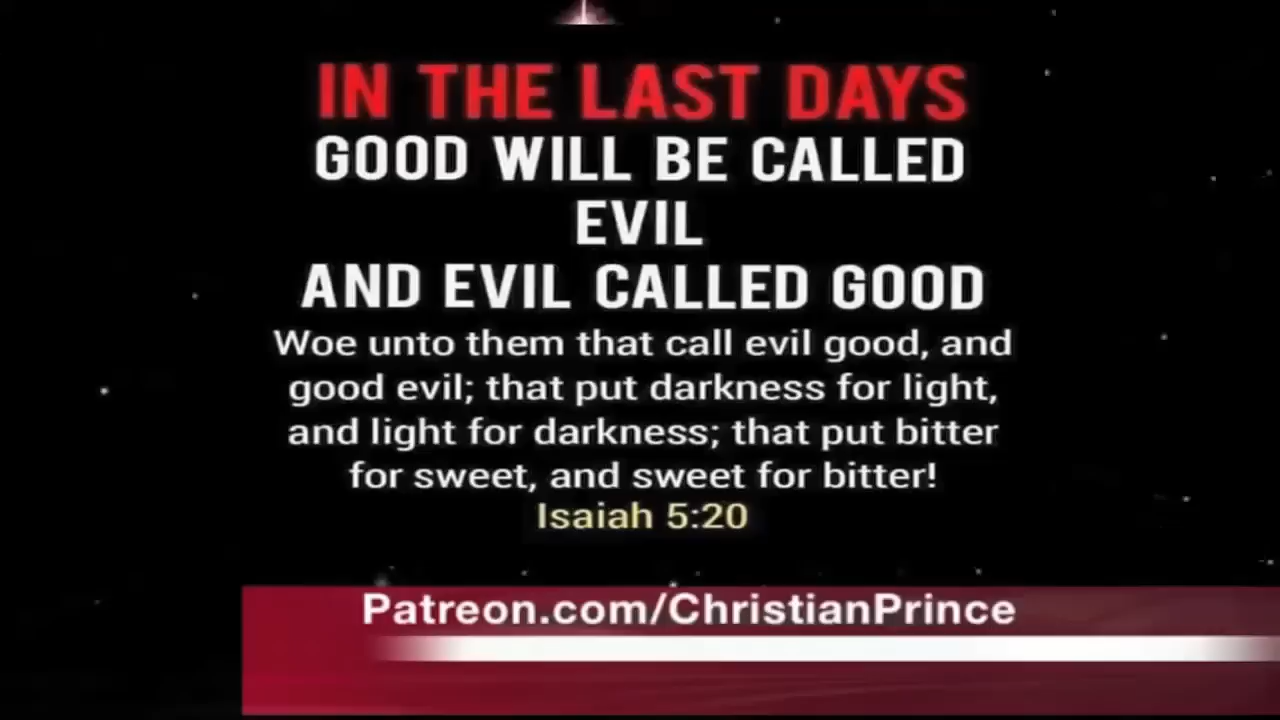 IN THE LAST DAYS
GOOD WILL BE CALLED
EVIL
AND EVIL CALLED GOOD
Woe unto them that call evil good, and
good evil; that put darkness for light,
and light for darkness; that put bitter
for sweet, and sweet for bitter!
Isaiah 5:20
Patreon.com/ChristianPrince